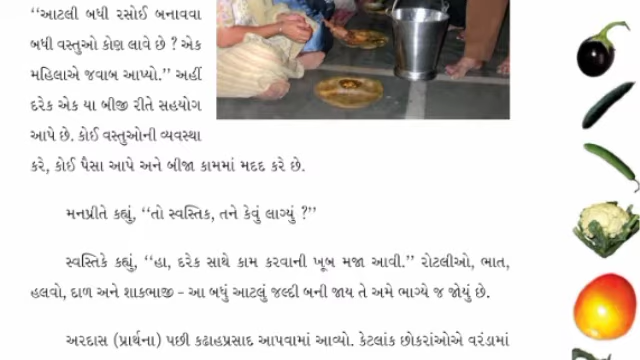 “આટલી બધી રસોઈ બનાવવા
બધી વસ્તુઓ કોણ લાવે છે ? એક
મહિલાએ જવાબ આપ્યો.” અહીં
દરેક એક યા બીજી રીતે સહયોગ
આપે છે. કોઈ વસ્તુઓની વ્યવસ્થા
કરે, કોઈ પૈસા આપે અને બીજા કામમાં મદદ કરે છે.
મનપ્રીતે કહ્યું, “તો સ્વસ્તિક, તને કેવું લાગ્યું ?”
સ્વસ્તિકે કહ્યું, “હા, દરેક સાથે કામ કરવાની ખૂબ મજા આવી.” રોટલીઓ, ભાત,
હલવો, દાળ અને શાકભાજી – આ બધું આટલું જલ્દી બની જાય તે અમે ભાગ્યે જ જોયું છે.
અરદાસ (પ્રાર્થના) પછી કઢાહપ્રસાદ આપવામાં આવ્યો. કેટલાંક છોકરાંઓએ વરંડામાં